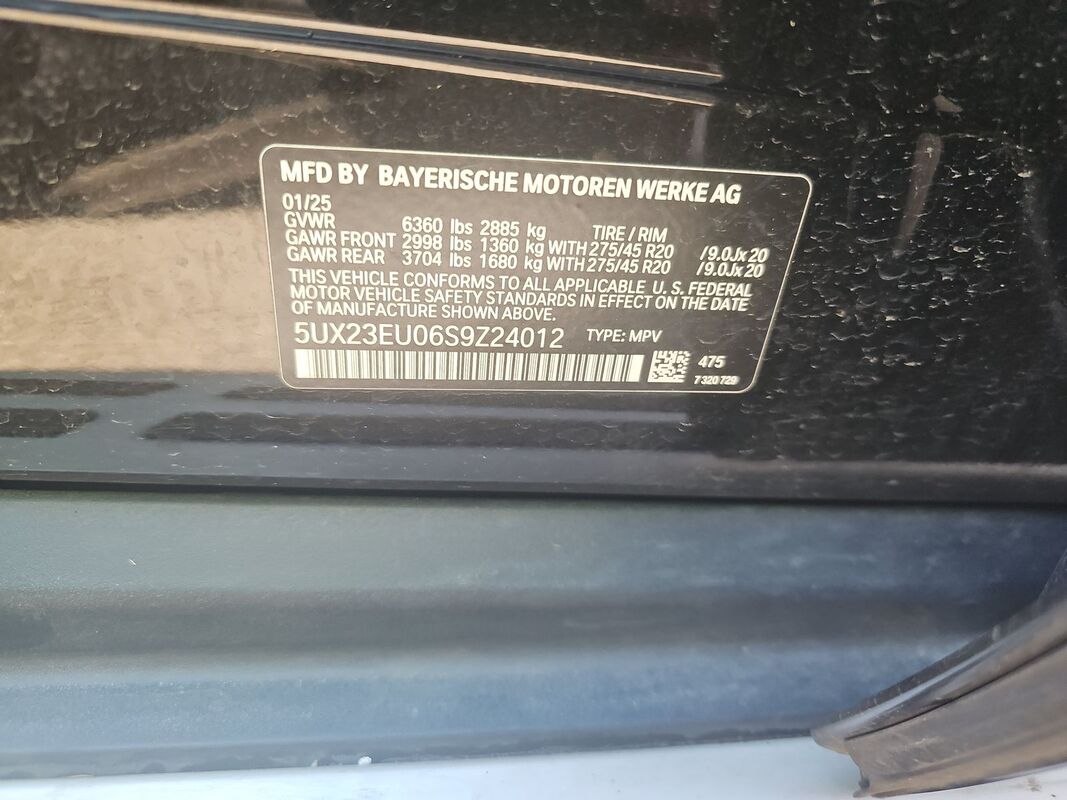 MFD BY BAYERISCHE MOTOREN WERKE AG
01/25
GVWR 6360 lbs 2885 kg TIRE / RIM
GAWR FRONT 2998 lbs 1360 kg WITH 275/45 R20 /9.0Jx20
GAWR REAR 3704 lbs 1680 kg WITH 275/45 R20 /9.0Jx20
THIS VEHICLE CONFORMS TO ALL APPLICABLE U. S. FEDERAL
MOTOR VEHICLE SAFETY STANDARDS IN EFFECT ON THE DATE
OF MANUFACTURE SHOWN ABOVE.
5UX23EU06S9Z24012 TYPE: MPV
475
7 320 729